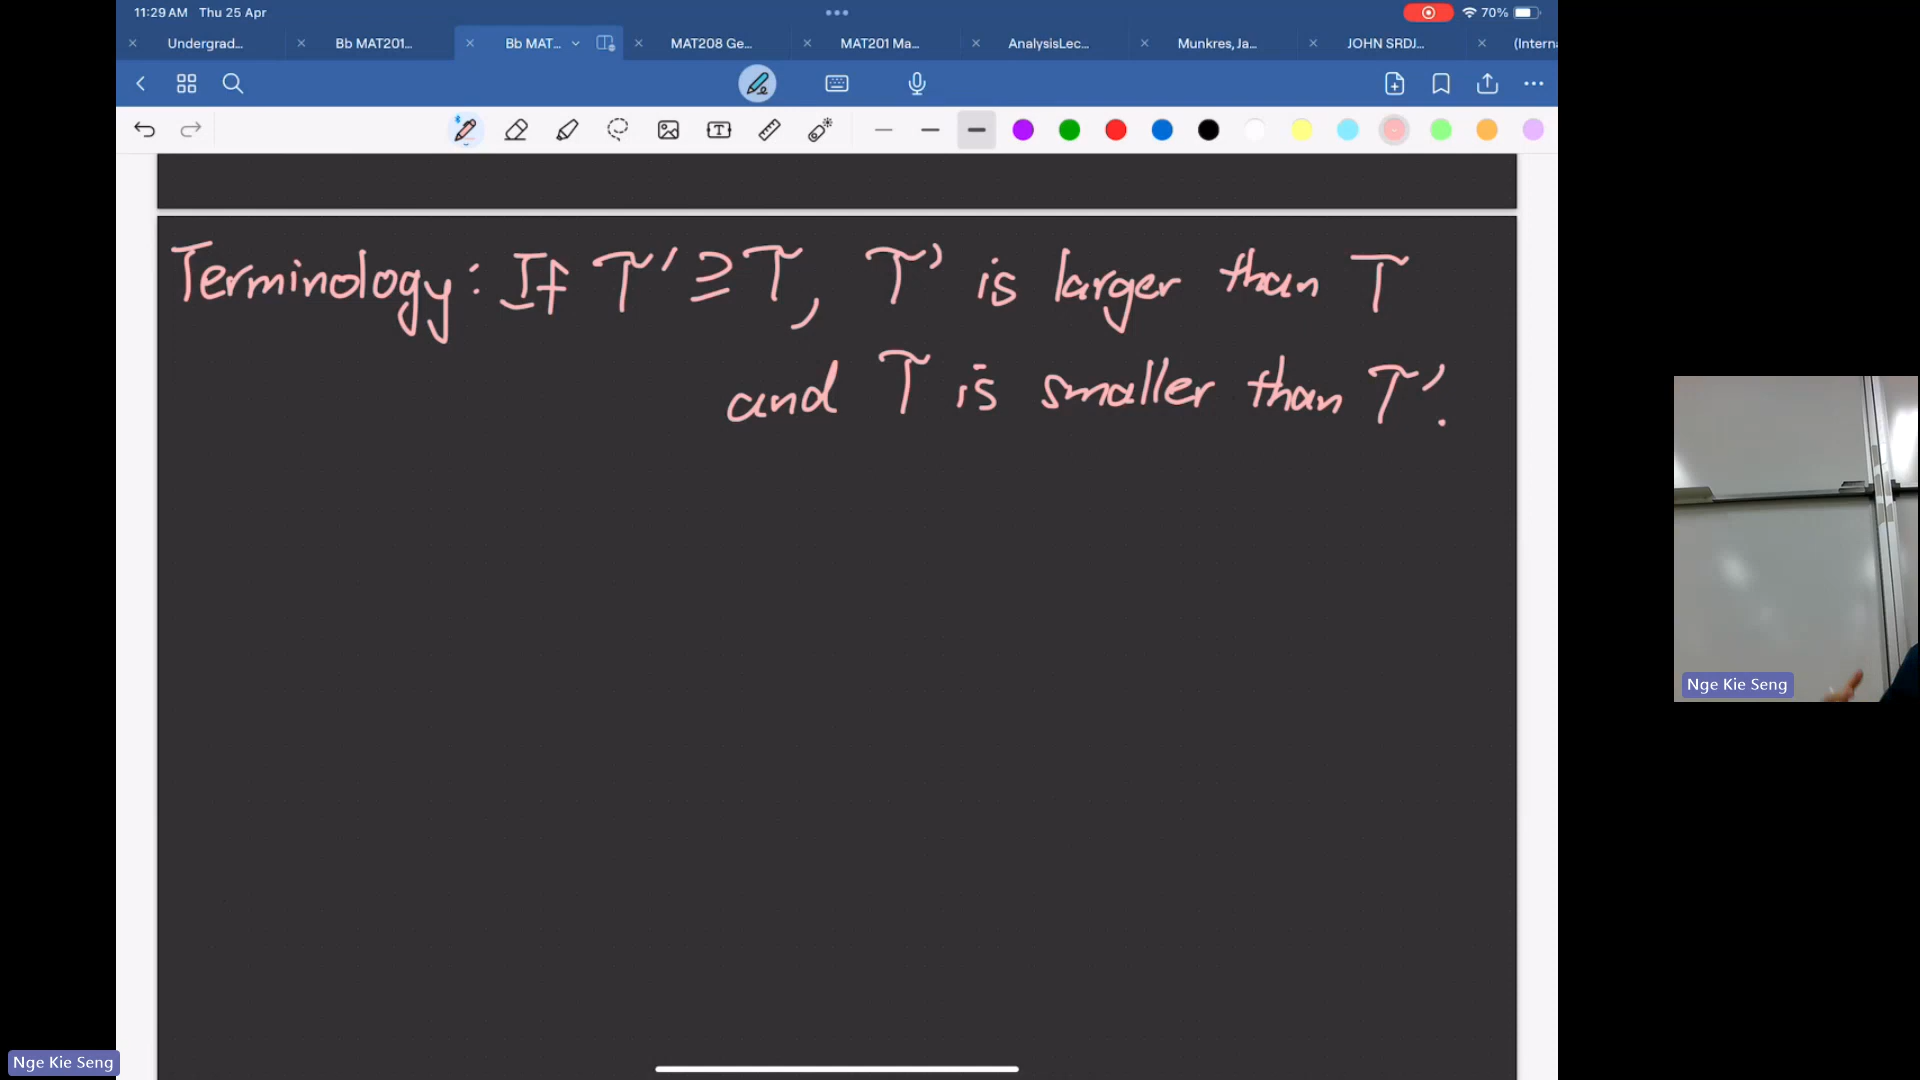 11:29 AM Thu 25 Apr
70%
Undergrad...
Bb MAT201...
Bb MAT...
MAT208 Ge...
MAT201 Ma...
AnalysisLec...
Munkres, Ja...
JOHN SRDJ...
(Interna
Terminology: If T' ⊇ T, T' is larger than T
and T is smaller than T'.
Nge Kie Seng
Nge Kie Seng